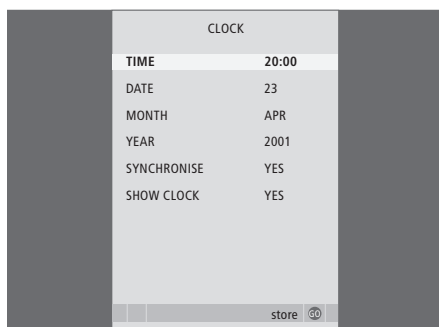 CLOCK
TIME 20:00
DATE 23
MONTH APR
YEAR 2001
SYNCHRONISE YES
SHOW CLOCK YES
store GO